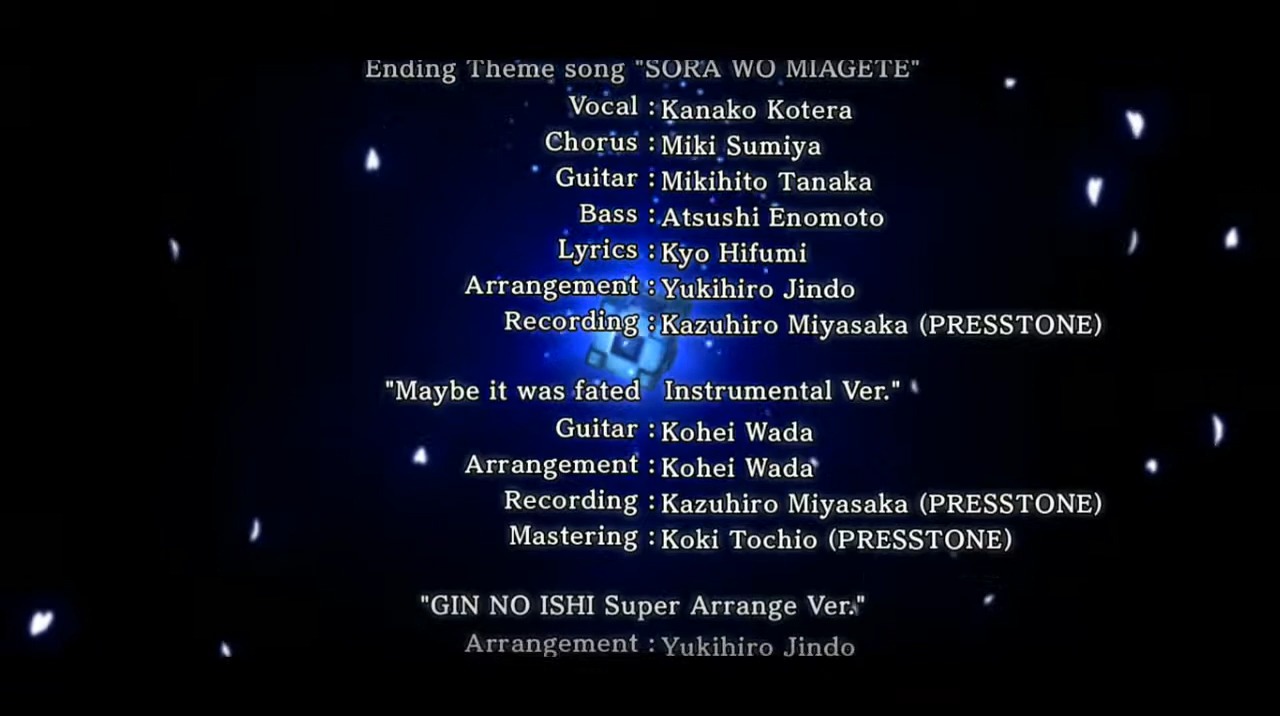 Ending Theme song "SORA WO MIAGETE"
Vocal : Kanako Kotera
Chorus : Miki Sumiya
Guitar : Mikihito Tanaka
Bass : Atsushi Enomoto
Lyrics : Kyo Hifumi
Arrangement : Yukihiro Jindo
Recording : Kazuhiro Miyasaka (PRESSTONE)
"Maybe it was fated Instrumental Ver."
Guitar : Kohei Wada
Arrangement : Kohei Wada
Recording : Kazuhiro Miyasaka (PRESSTONE)
Mastering : Koki Tochio (PRESSTONE)
"GIN NO ISHI Super Arrange Ver."
Arrangement : Yukihiro Jindo